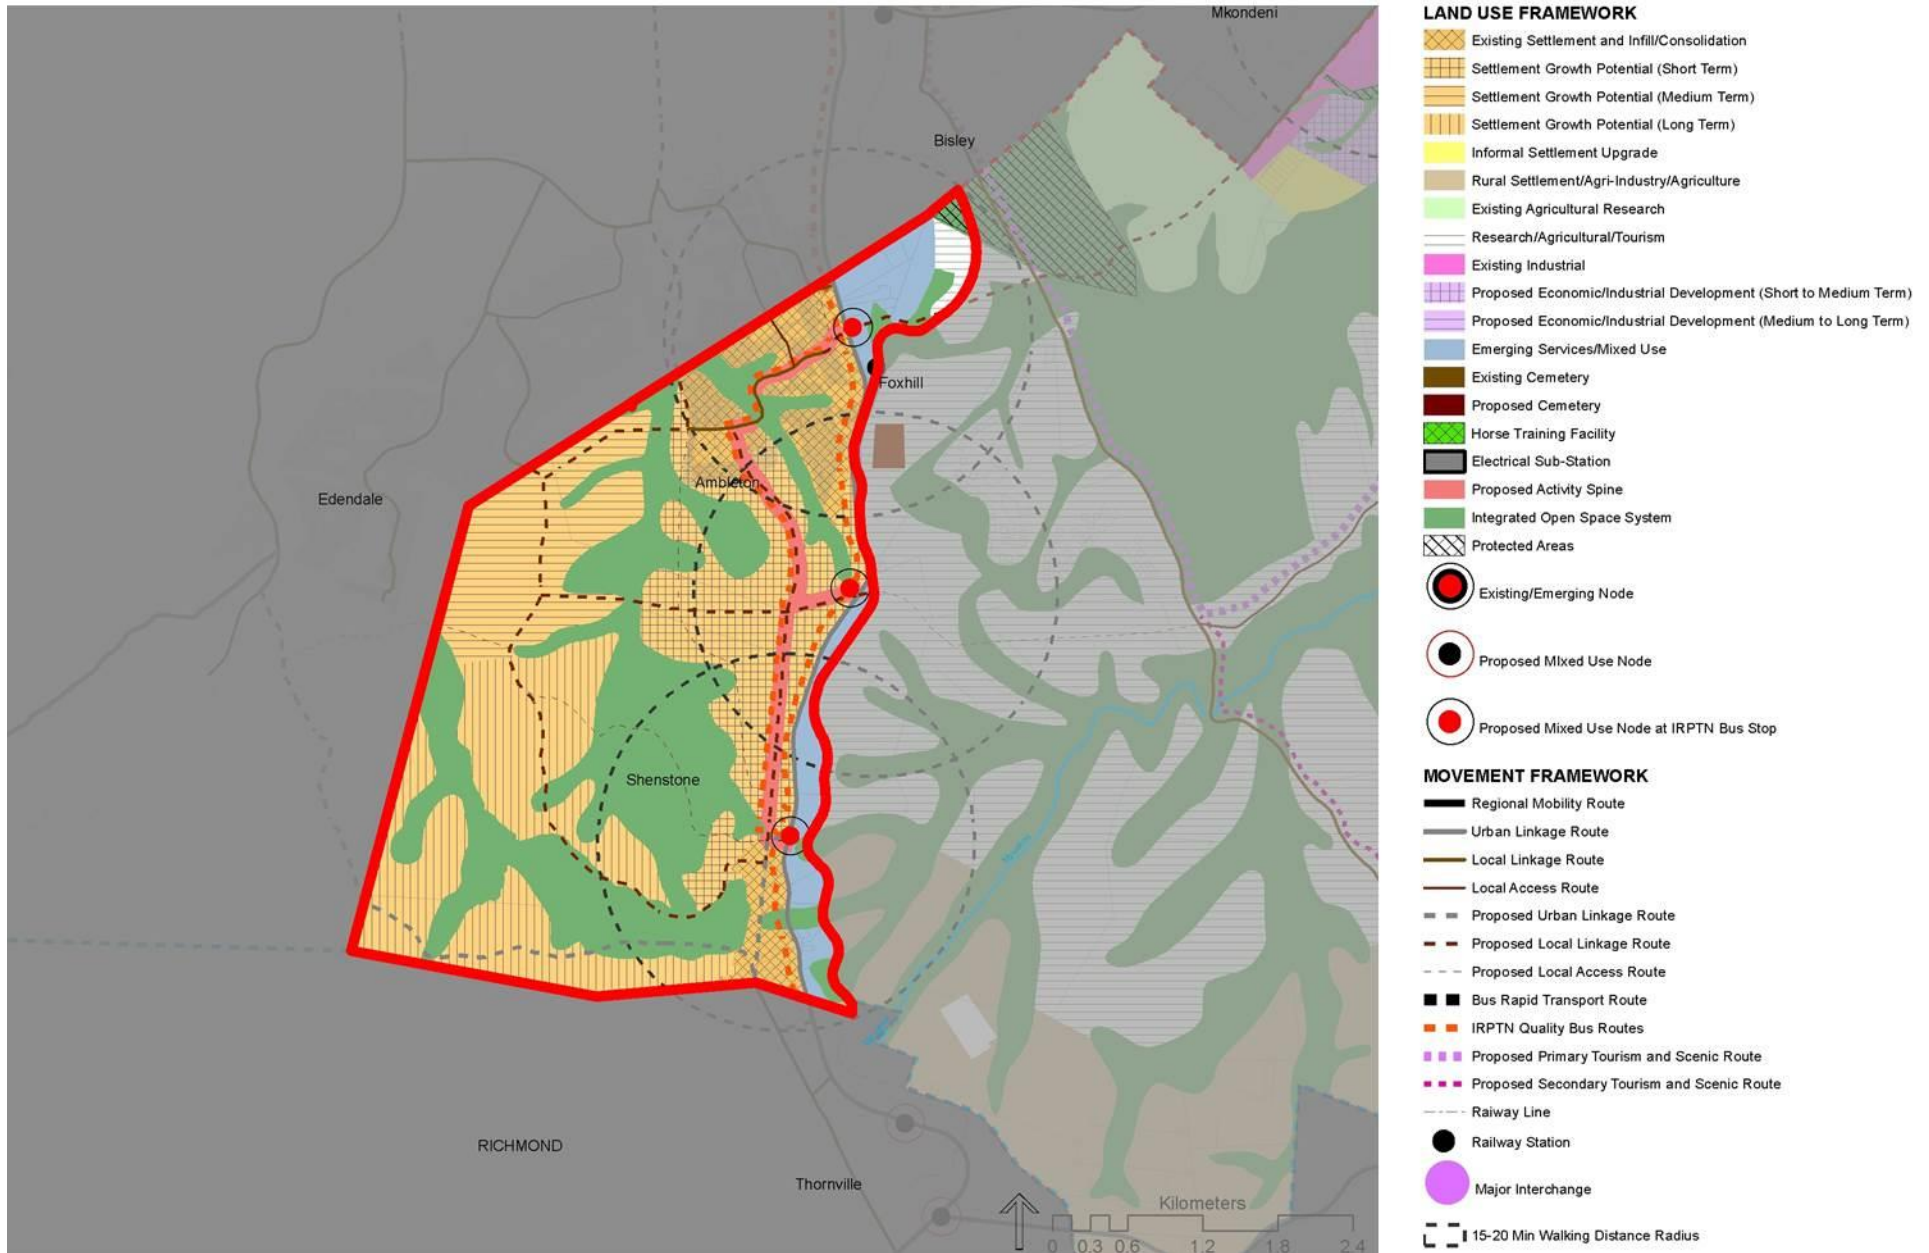 Mkondeni
Bisley
Foxhill
Ambleton
Edendale
Shenstone
RICHMOND
Thornville
Kilometers
0 0.3 0.6 1.2 1.8 2.4
LAND USE FRAMEWORK
Existing Settlement and Infill/Consolidation
Settlement Growth Potential (Short Term)
Settlement Growth Potential (Medium Term)
Settlement Growth Potential (Long Term)
Informal Settlement Upgrade
Rural Settlement/Agri-Industry/Agriculture
Existing Agricultural Research
Research/Agricultural/Tourism
Existing Industrial
Proposed Economic/Industrial Development (Short to Medium Term)
Proposed Economic/Industrial Development (Medium to Long Term)
Emerging Services/Mixed Use
Existing Cemetery
Proposed Cemetery
Horse Training Facility
Electrical Sub-Station
Proposed Activity Spine
Integrated Open Space System
Protected Areas
Existing/Emerging Node
Proposed MIxed Use Node
Proposed Mixed Use Node at IRPTN Bus Stop
MOVEMENT FRAMEWORK
Regional Mobility Route
Urban Linkage Route
Local Linkage Route
Local Access Route
Proposed Urban Linkage Route
Proposed Local Linkage Route
Proposed Local Access Route
Bus Rapid Transport Route
IRPTN Quality Bus Routes
Proposed Primary Tourism and Scenic Route
Proposed Secondary Tourism and Scenic Route
Raiway Line
Railway Station
Major Interchange
15-20 Min Walking Distance Radius